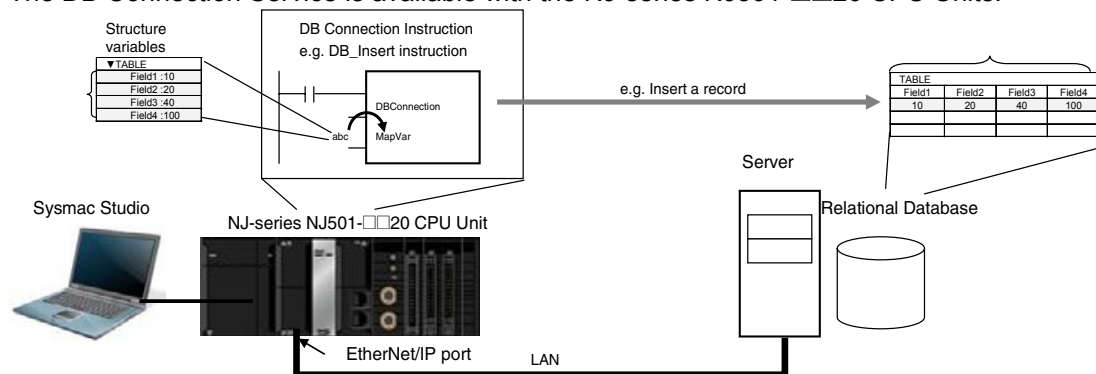 The DB Connection Service is available with the NJ-series NJ501-□□20 CPU Units.
Structure
variables
▼TABLE
Field1 :10
Field2 :20
Field3 :40
Field4 :100
DB Connection Instruction
e.g. DB_Insert instruction
DBConnection
abc
MapVar
e.g. Insert a record
TABLE
Field1 Field2 Field3 Field4
10 20 40 100
Server
Relational Database
Sysmac Studio
NJ-series NJ501-□□20 CPU Unit
EtherNet/IP port
LAN